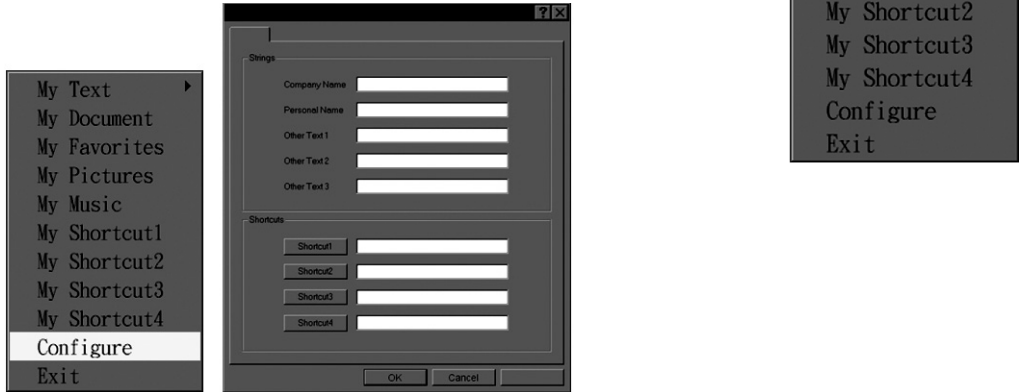 My Text
My Document
My Favorites
My Pictures
My Music
My Shortcut1
My Shortcut2
My Shortcut3
My Shortcut4
Configure
Exit
Strings
Company Name
Personal Name
Other Text 1
Other Text 2
Other Text 3
Shortcuts
Shortcut1
Shortcut2
Shortcut3
Shortcut4
OK
Cancel
My Shortcut2
My Shortcut3
My Shortcut4
Configure
Exit